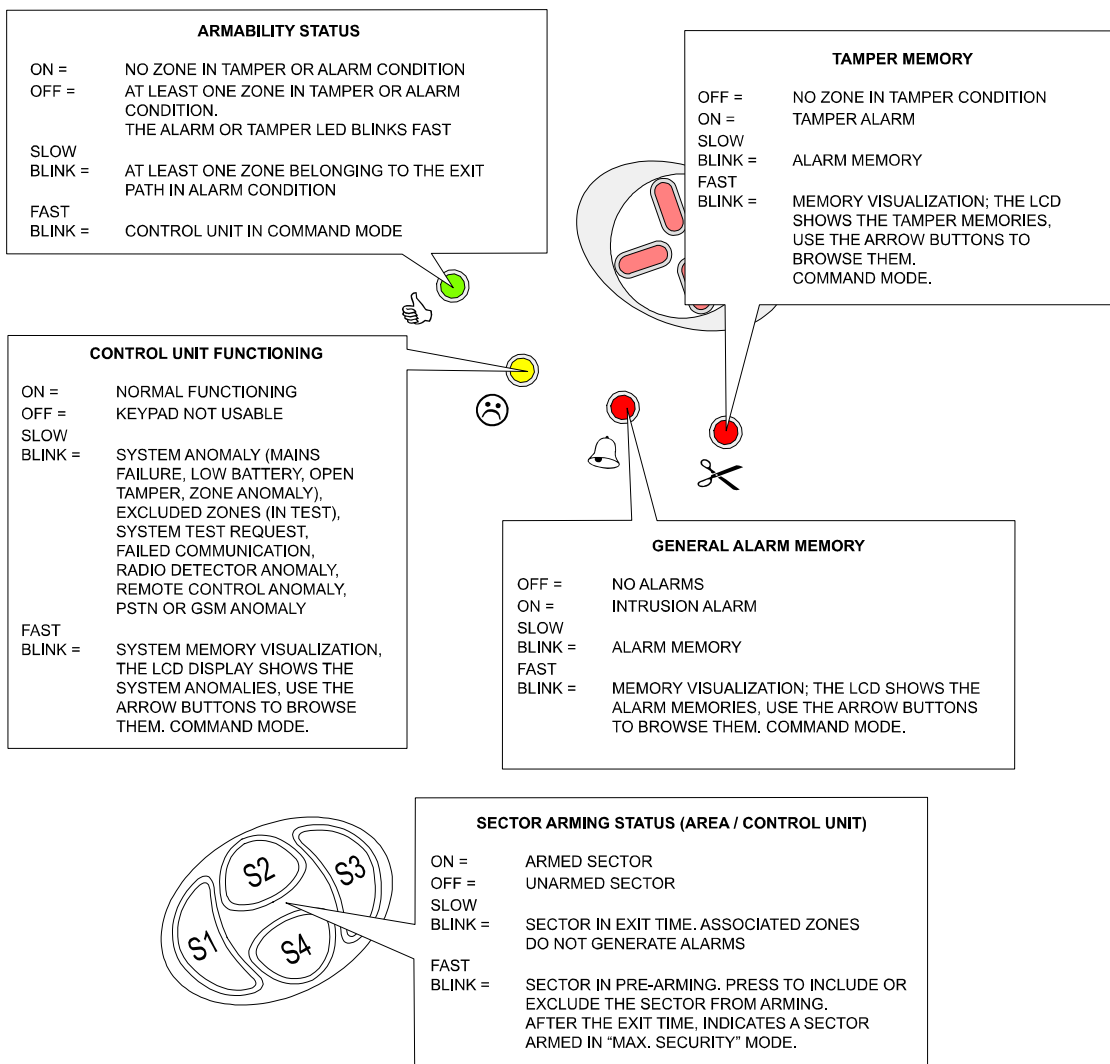 ARMABILITY STATUS
ON = NO ZONE IN TAMPER OR ALARM CONDITION
OFF = AT LEAST ONE ZONE IN TAMPER OR ALARM
CONDITION.
THE ALARM OR TAMPER LED BLINKS FAST
SLOW
BLINK = AT LEAST ONE ZONE BELONGING TO THE EXIT
PATH IN ALARM CONDITION
FAST
BLINK = CONTROL UNIT IN COMMAND MODE
TAMPER MEMORY
OFF = NO ZONE IN TAMPER CONDITION
ON = TAMPER ALARM
SLOW
BLINK = ALARM MEMORY
FAST
BLINK = MEMORY VISUALIZATION; THE LCD
SHOWS THE TAMPER MEMORIES,
USE THE ARROW BUTTONS TO
BROWSE THEM.
COMMAND MODE.
CONTROL UNIT FUNCTIONING
ON = NORMAL FUNCTIONING
OFF = KEYPAD NOT USABLE
SLOW
BLINK = SYSTEM ANOMALY (MAINS
FAILURE, LOW BATTERY, OPEN
TAMPER, ZONE ANOMALY),
EXCLUDED ZONES (IN TEST),
SYSTEM TEST REQUEST,
FAILED COMMUNICATION,
RADIO DETECTOR ANOMALY,
REMOTE CONTROL ANOMALY,
PSTN OR GSM ANOMALY
FAST
BLINK = SYSTEM MEMORY VISUALIZATION,
THE LCD DISPLAY SHOWS THE
SYSTEM ANOMALIES, USE THE
ARROW BUTTONS TO BROWSE
THEM. COMMAND MODE.
GENERAL ALARM MEMORY
OFF = NO ALARMS
ON = INTRUSION ALARM
SLOW
BLINK = ALARM MEMORY
FAST
BLINK = MEMORY VISUALIZATION; THE LCD SHOWS THE
ALARM MEMORIES, USE THE ARROW BUTTONS
TO BROWSE THEM. COMMAND MODE.
S1
S2
S3
S4
SECTOR ARMING STATUS (AREA / CONTROL UNIT)
ON = ARMED SECTOR
OFF = UNARMED SECTOR
SLOW
BLINK = SECTOR IN EXIT TIME. ASSOCIATED ZONES
DO NOT GENERATE ALARMS
FAST
BLINK = SECTOR IN PRE-ARMING. PRESS TO INCLUDE OR
EXCLUDE THE SECTOR FROM ARMING.
AFTER THE EXIT TIME, INDICATES A SECTOR
ARMED IN “MAX. SECURITY” MODE.